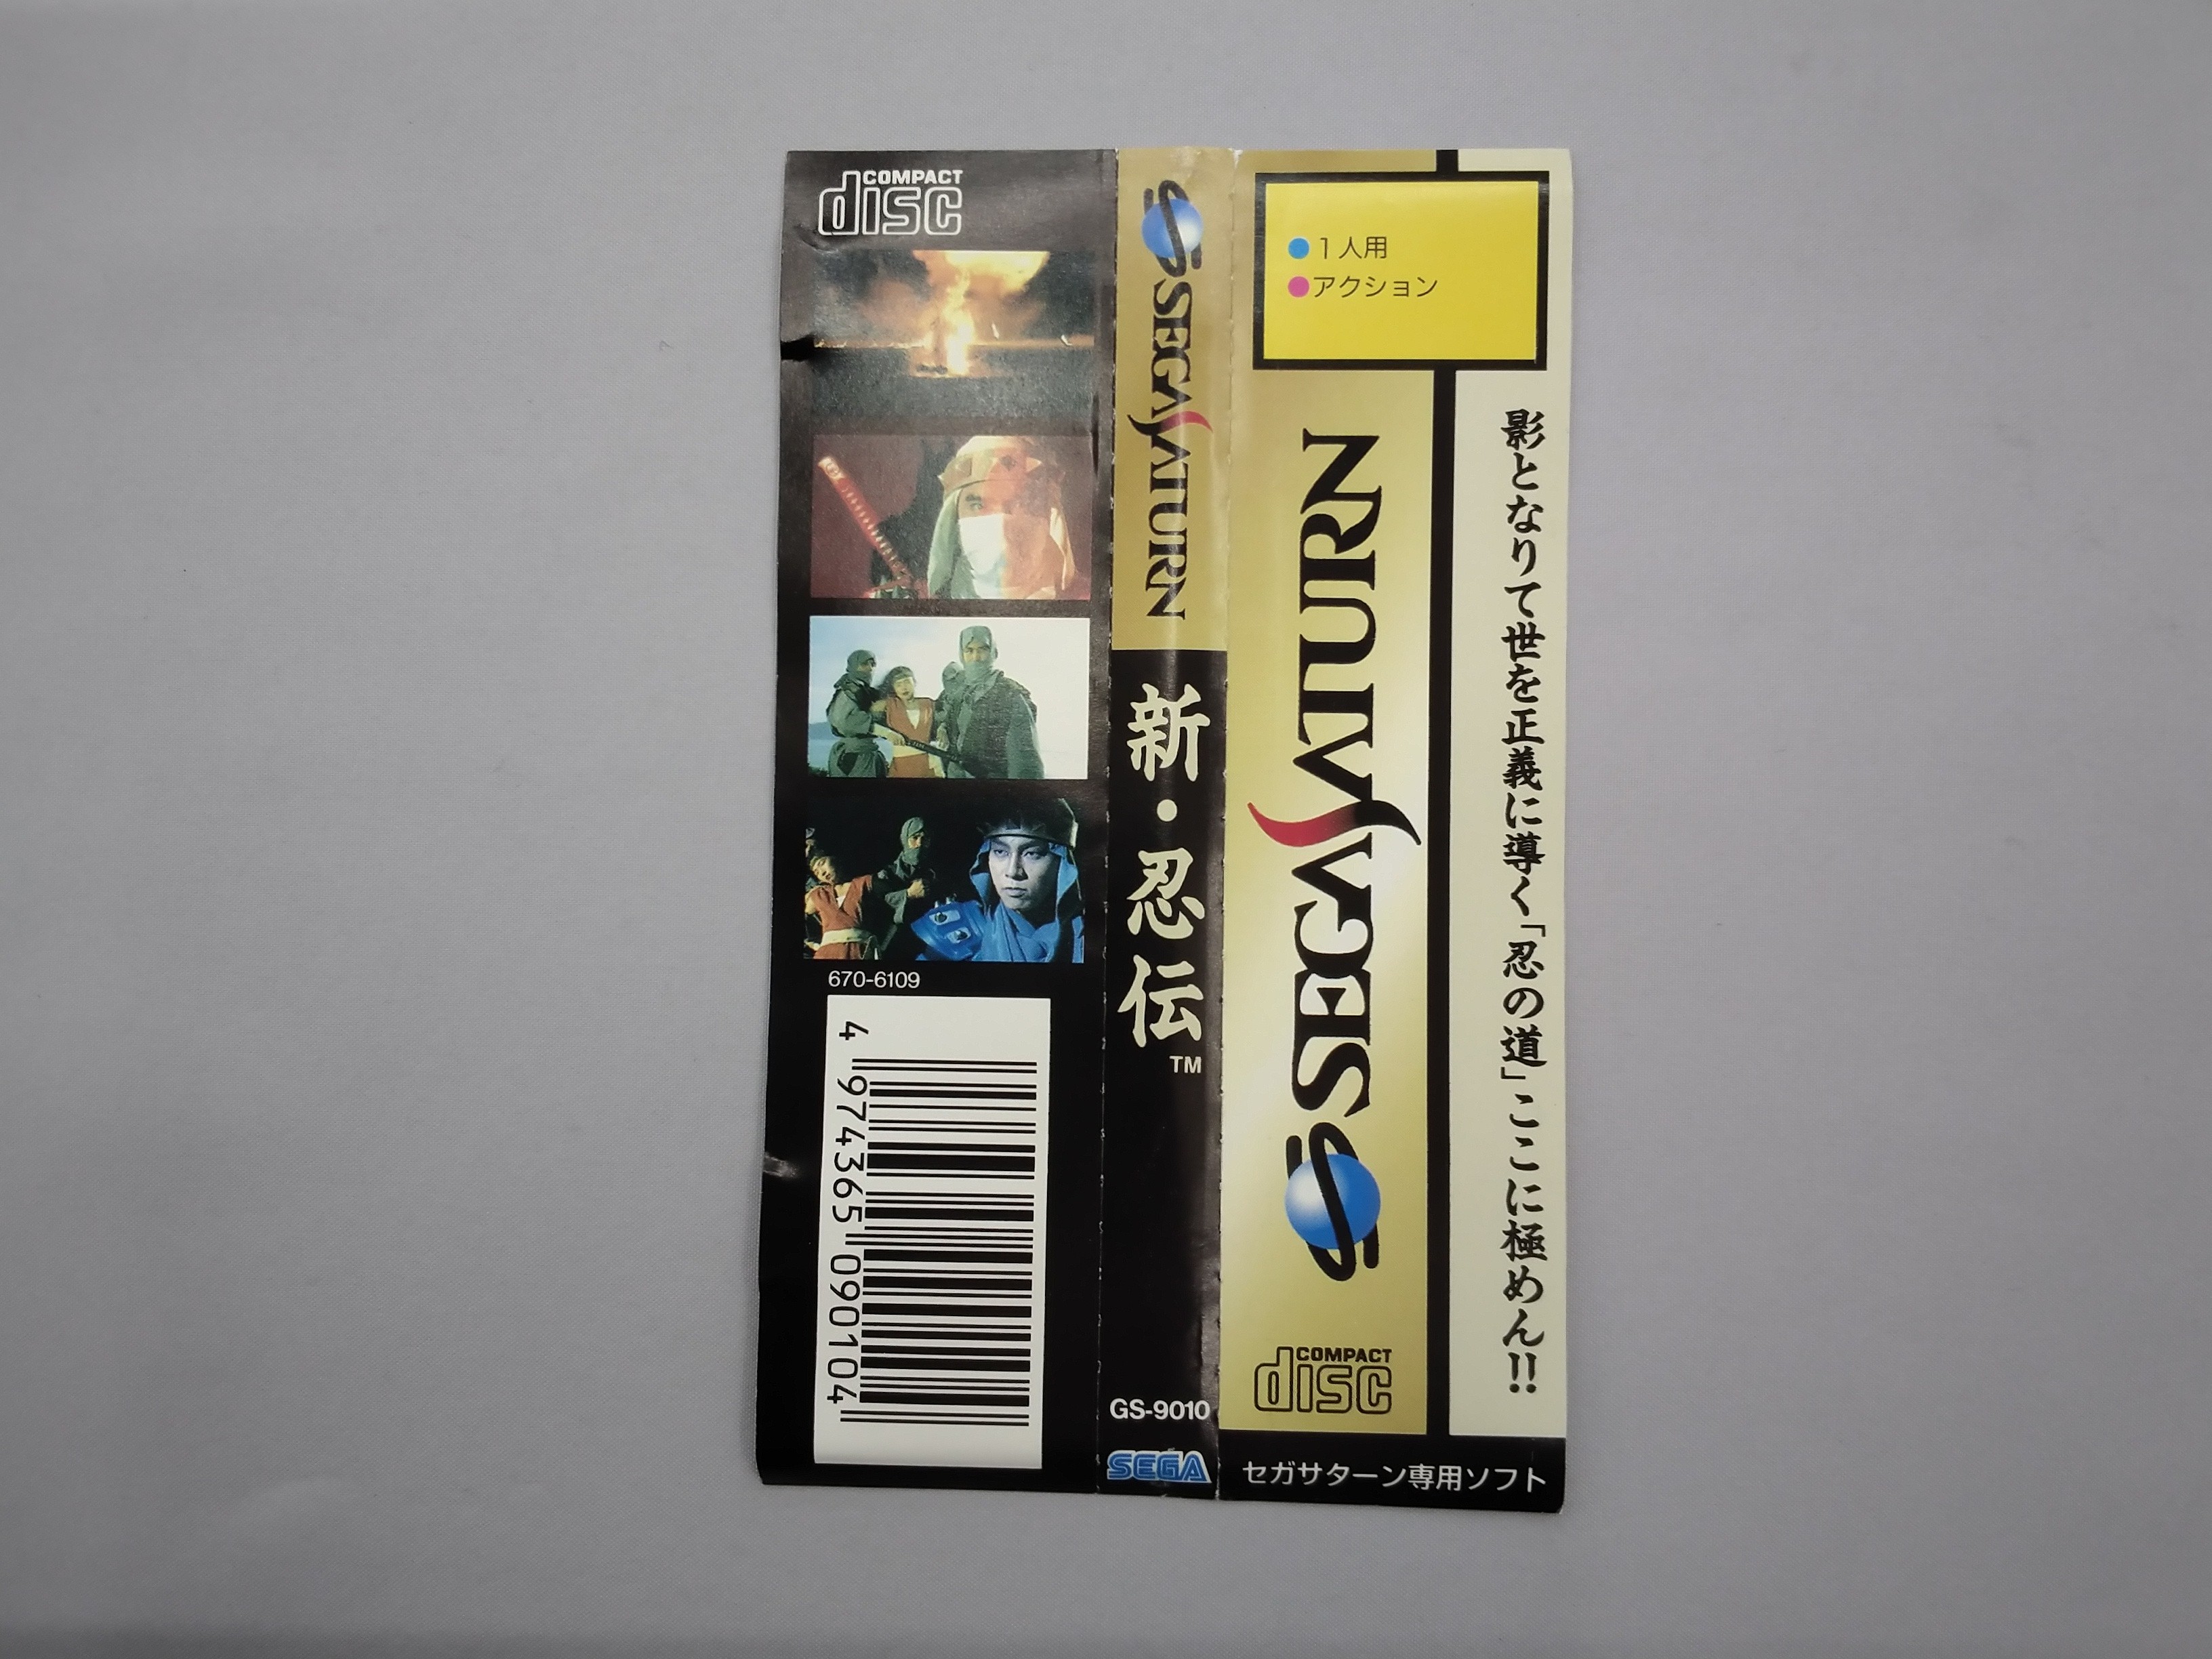 COMPACT
disc
670-6109
4 974365 090104
SEGA SATURN
新・忍伝
TM
GS-9010
SEGA
1人用
アクション
SEGA SATURN
COMPACT
disc
影となりて世を正義に導く「忍の道」ここに極めん!!
セガサターン専用ソフト